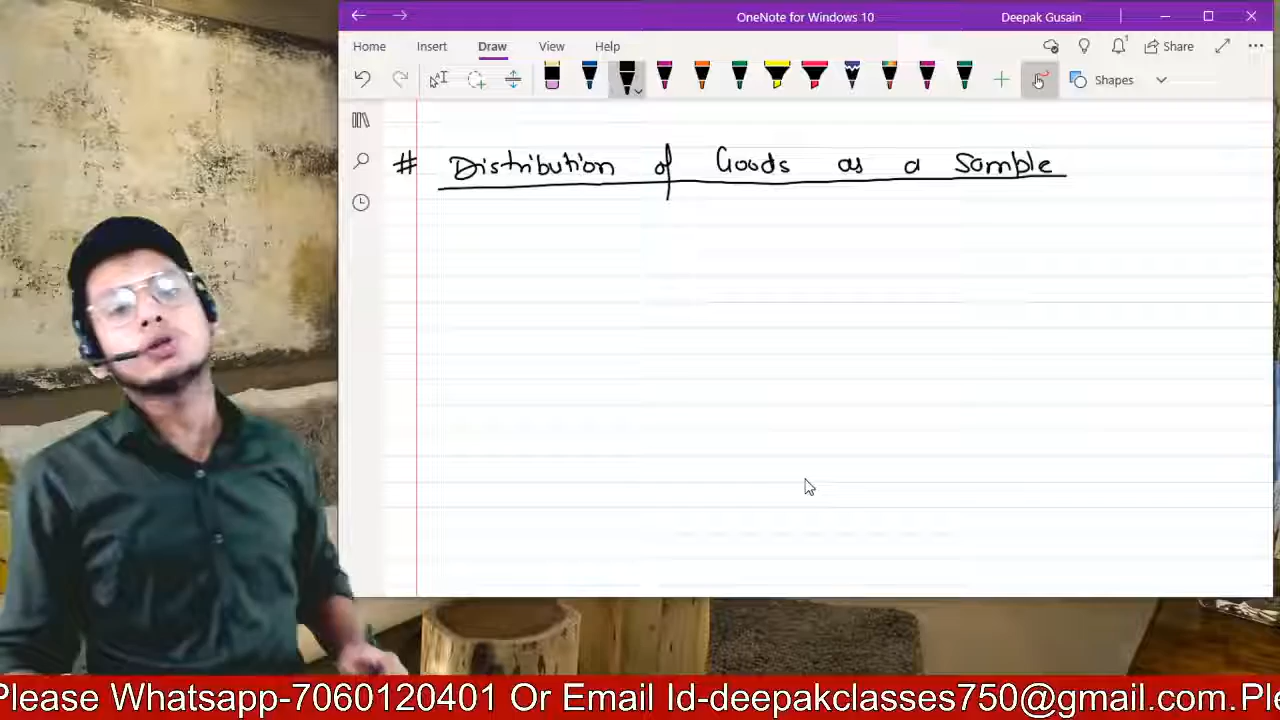 OneNote for Windows 10
Deepak Gusain
Home Insert Draw View Help
Share
Shapes
# Distribution of Goods as a Sample
Please Whatsapp-7060120401 Or Email Id-deepakclasses750@gmail.com.Ple